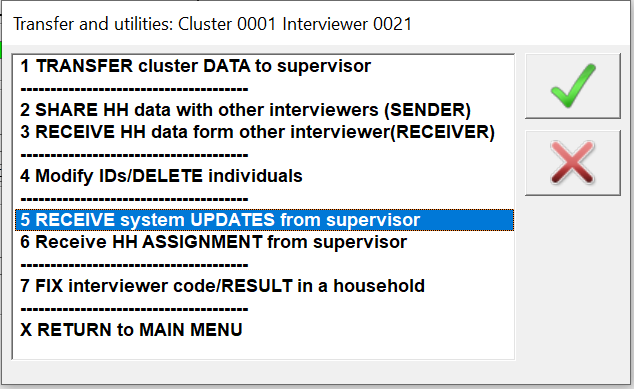 Transfer and utilities: Cluster 0001 Interviewer 0021
1 TRANSFER cluster DATA to supervisor
-------------------------------------
2 SHARE HH data with other interviewers (SENDER)
3 RECEIVE HH data form other interviewer(RECEIVER)
-------------------------------------
4 Modify IDs/DELETE individuals
-------------------------------------
5 RECEIVE system UPDATES from supervisor
6 Receive HH ASSIGNMENT from supervisor
-------------------------------------
7 FIX interviewer code/RESULT in a household
-------------------------------------
X RETURN to MAIN MENU